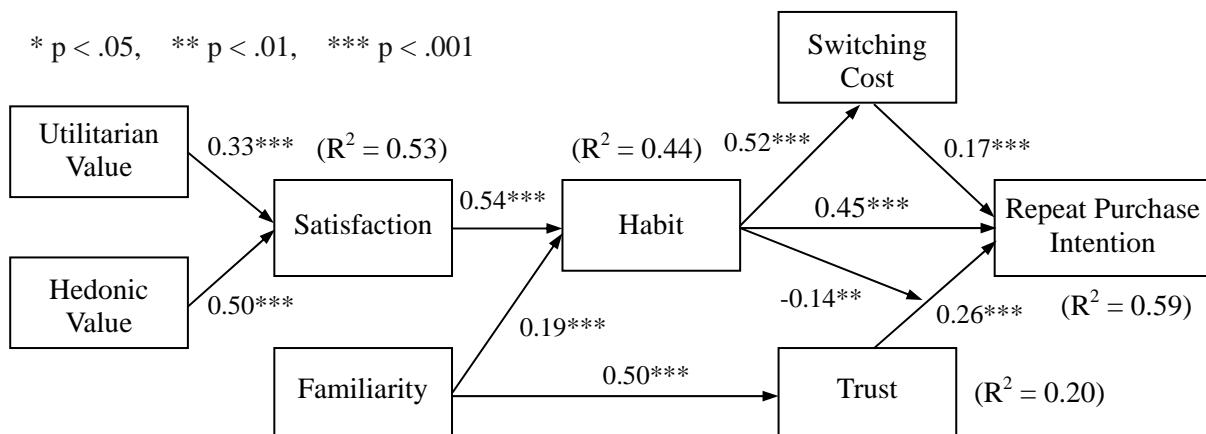 * p < .05,   ** p < .01,   *** p < .001
Switching
Cost
Utilitarian
Value
0.33***
(R² = 0.53)
(R² = 0.44)
0.52***
0.17***
Satisfaction
0.54***
Habit
0.45***
Repeat Purchase
Intention
Hedonic
Value
0.50***
0.19***
-0.14**
0.26***
(R² = 0.59)
Familiarity
0.50***
Trust
(R² = 0.20)